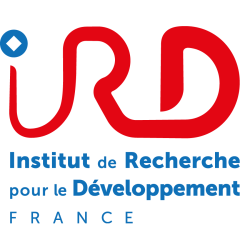 iRD
Institut de Recherche
pour le Développement
FRANCE